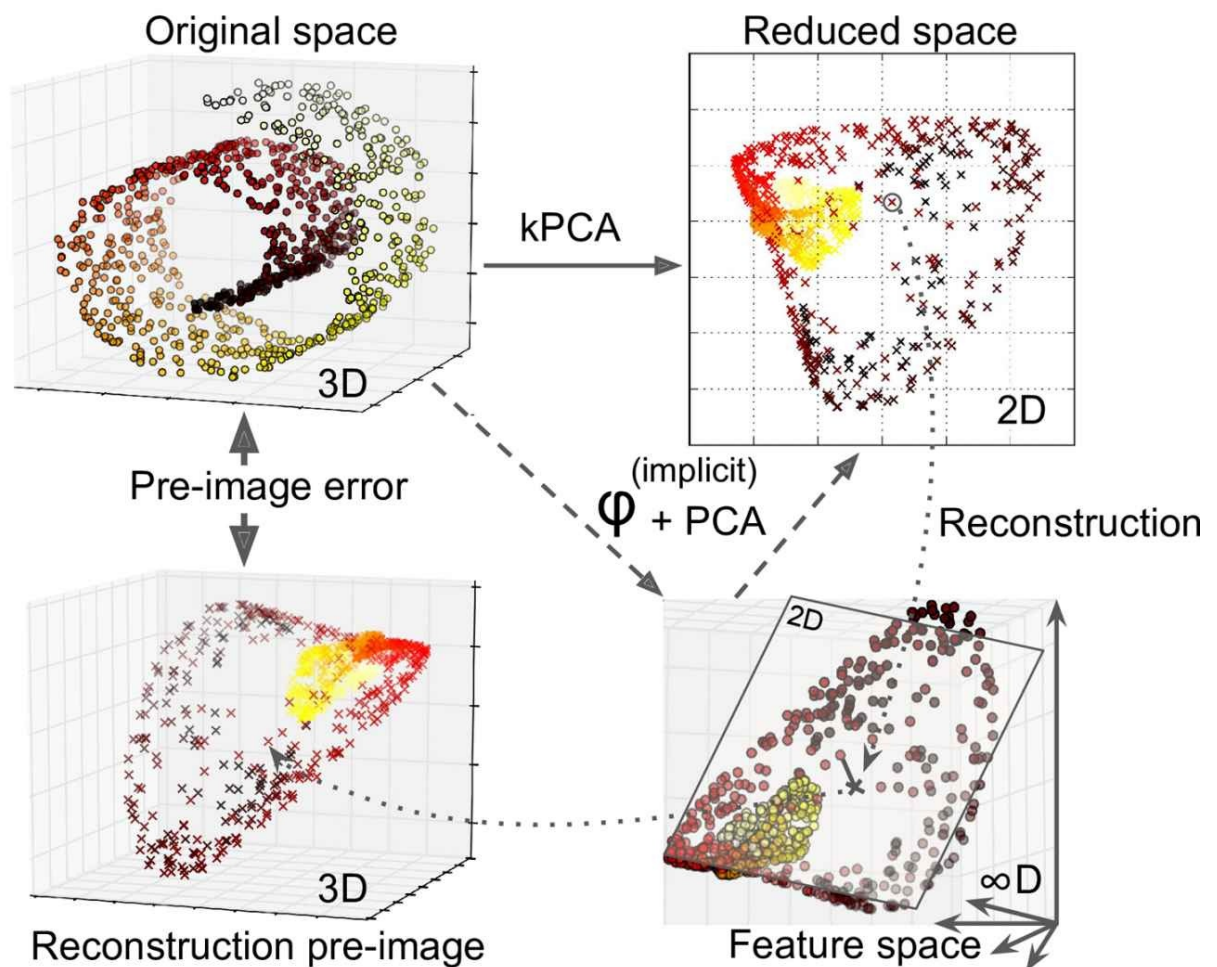 Original space
Reduced space
kPCA
3D
2D
Pre-image error
(implicit)
φ + PCA
Reconstruction
2D
3D
∞D
Reconstruction pre-image
Feature space